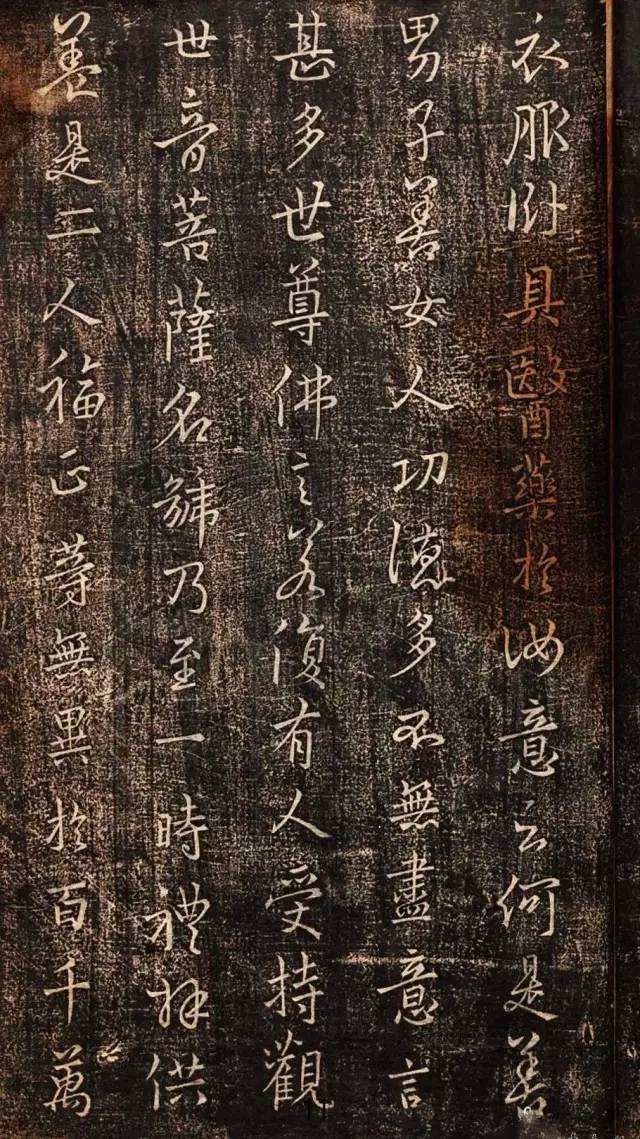 衣服卧具醫藥於汝意云何是善
男子善女人功德多不無盡意言
甚多世尊佛言若復有人受持觀
世音菩薩名號乃至一時禮拜供
養是二人福正等無異於百千萬